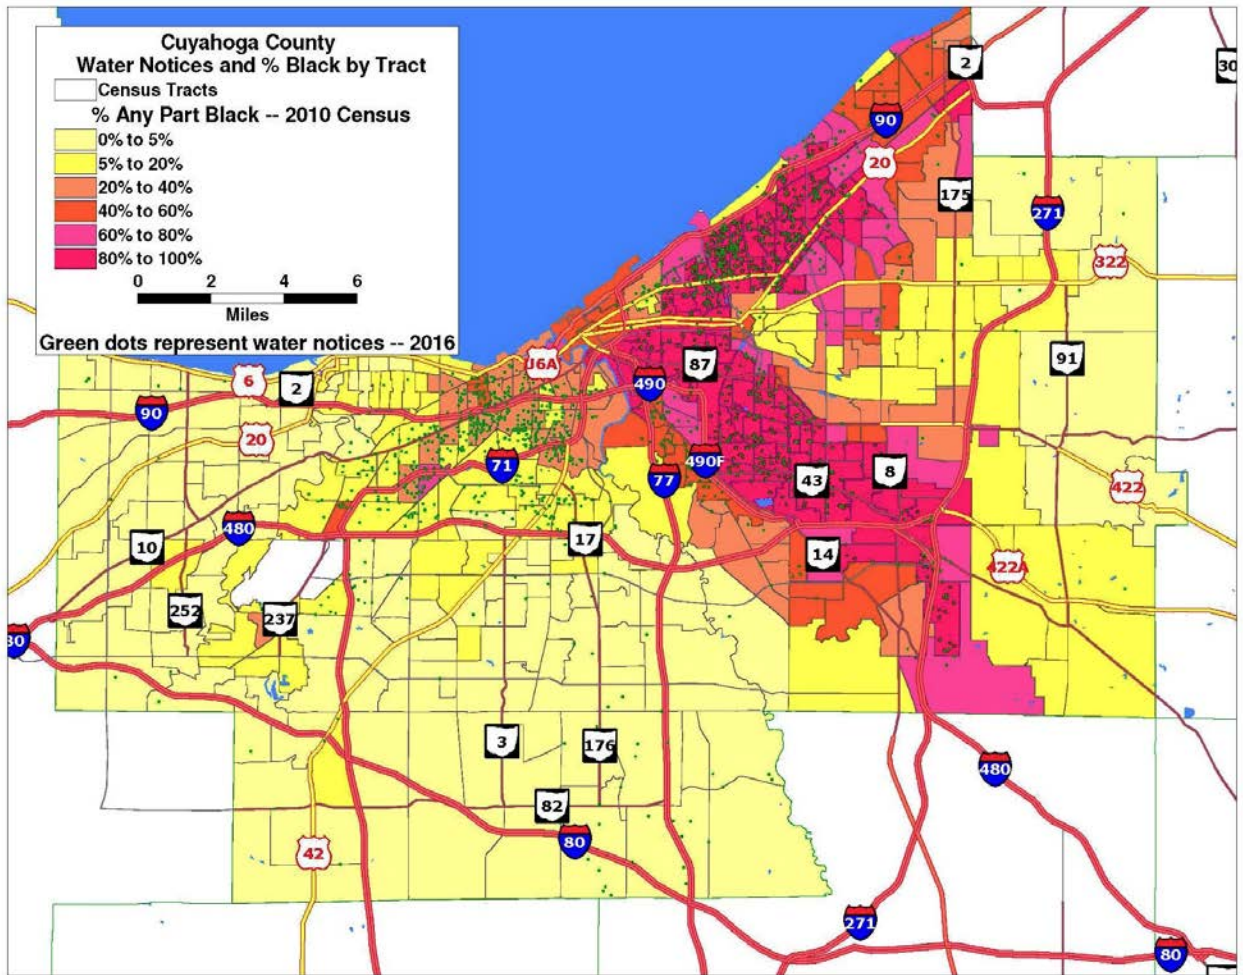 Cuyahoga County
Water Notices and % Black by Tract
Census Tracts
% Any Part Black -- 2010 Census
0% to 5%
5% to 20%
20% to 40%
40% to 60%
60% to 80%
80% to 100%
0 2 4 6
Miles
Green dots represent water notices -- 2016
2
30
90
20
175
271
322
J6A
87
91
6
2
490
90
20
71
490F
77
43
8
422
480
10
17
14
422A
252
237
80
3
176
480
82
80
42
271
80